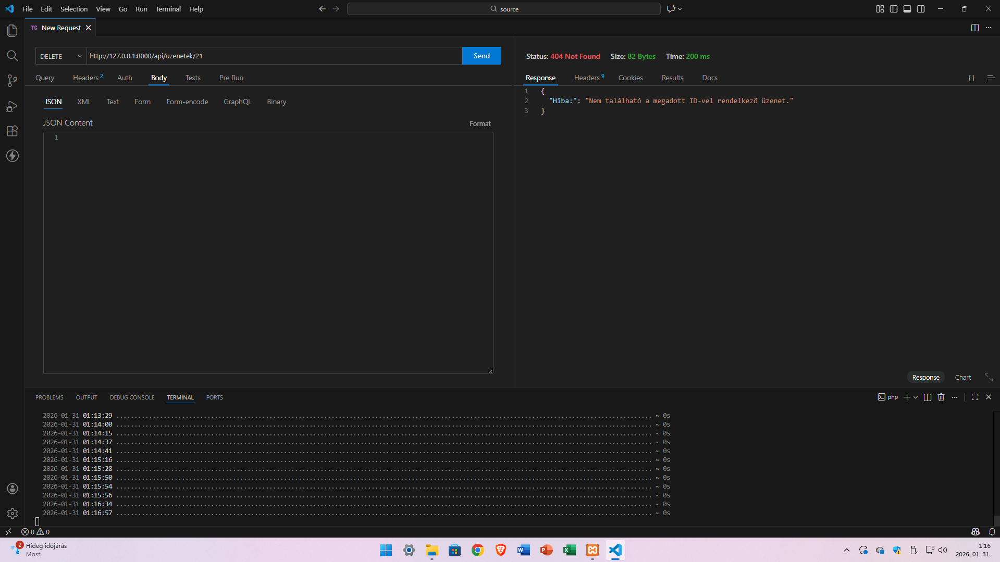 File Edit Selection View Go Run Terminal Help
source
TC New Request
DELETE http://127.0.0.1:8000/api/uzenetek/21 Send
Query Headers 2 Auth Body Tests Pre Run
JSON XML Text Form Form-encode GraphQL Binary
JSON Content Format
1
Status: 404 Not Found Size: 82 Bytes Time: 200 ms
Response Headers 9 Cookies Results Docs { }
1 {
2 "Hiba:": "Nem található a megadott ID-vel rendelkező üzenet."
3 }
Response Chart
PROBLEMS OUTPUT DEBUG CONSOLE TERMINAL PORTS
php
2026-01-31 01:13:29 ........ ~ 0s
2026-01-31 01:14:00 ........ ~ 0s
2026-01-31 01:14:15 ........ ~ 0s
2026-01-31 01:14:37 ........ ~ 0s
2026-01-31 01:14:41 ........ ~ 0s
2026-01-31 01:15:16 ........ ~ 0s
2026-01-31 01:15:28 ........ ~ 0s
2026-01-31 01:15:50 ........ ~ 0s
2026-01-31 01:15:54 ........ ~ 0s
2026-01-31 01:15:56 ........ ~ 0s
2026-01-31 01:16:34 ........ ~ 0s
2026-01-31 01:16:57 ........ ~ 0s
0 0
2 Hideg időjárás
Most
1:16
2026. 01. 31.